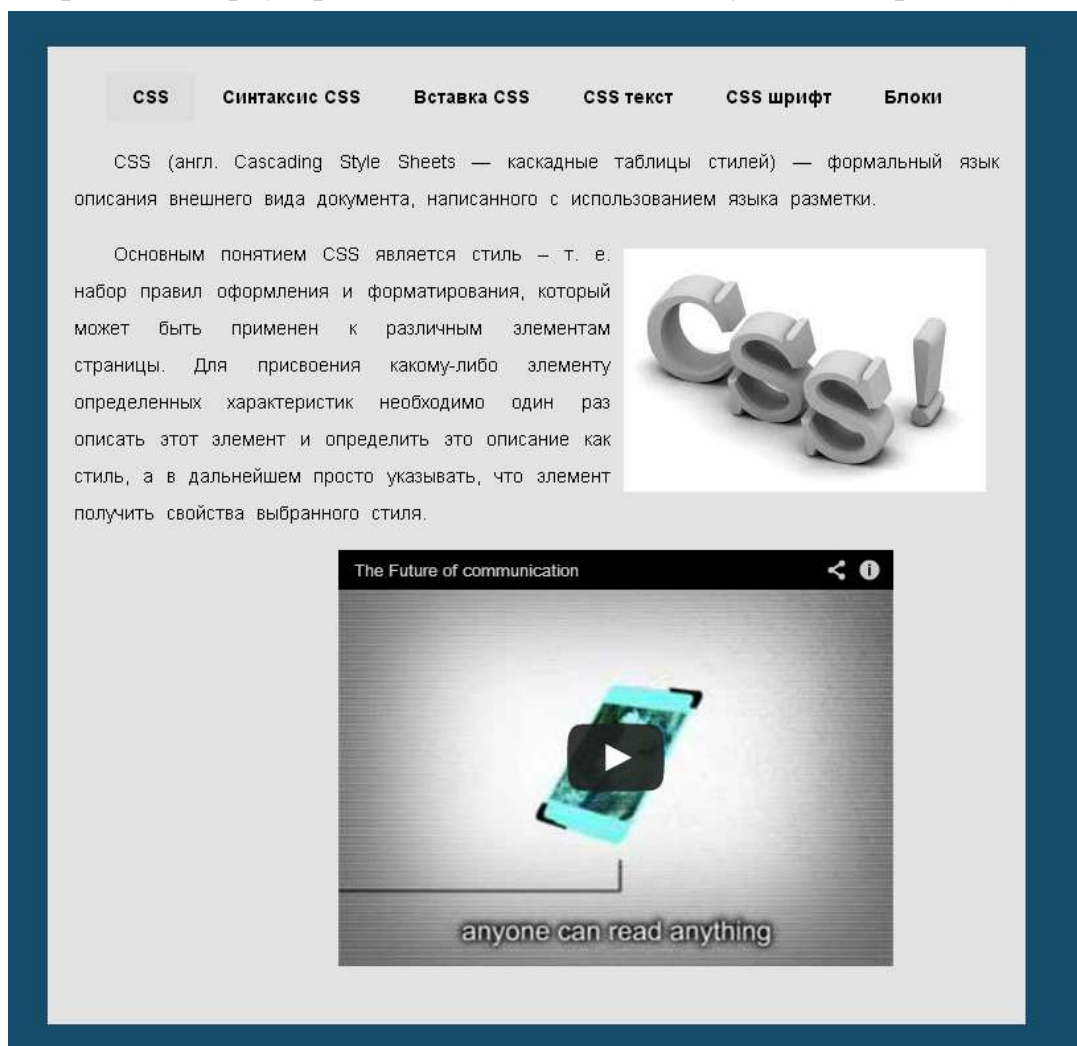 CSS Синтаксис CSS Вставка CSS CSS текст CSS шрифт Блоки
CSS (англ. Cascading Style Sheets — каскадные таблицы стилей) — формальный язык
описания внешнего вида документа, написанного с использованием языка разметки.
Основным понятием CSS является стиль – т. е.
набор правил оформления и форматирования, который
может быть применен к различным элементам
страницы. Для присвоения какому-либо элементу
определенных характеристик необходимо один раз
описать этот элемент и определить это описание как
стиль, а в дальнейшем просто указывать, что элемент
получить свойства выбранного стиля.
CSS!
The Future of communication
anyone can read anything